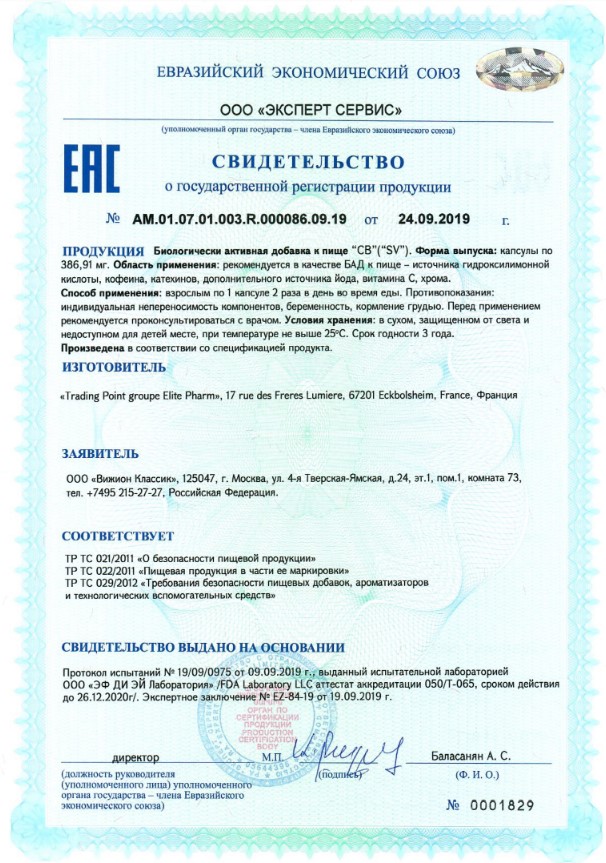 ЕВРАЗИЙСКИЙ ЭКОНОМИЧЕСКИЙ СОЮЗ
ООО «ЭКСПЕРТ СЕРВИС»
(уполномоченный орган государства – члена Евразийского экономического союза)
ЕАС
СВИДЕТЕЛЬСТВО
о государственной регистрации продукции
№ AM.01.07.01.003.R.000086.09.19 от 24.09.2019 г.
ПРОДУКЦИЯ Биологически активная добавка к пище "СВ"("SV"). Форма выпуска: капсулы по
386,91 мг. Область применения: рекомендуется в качестве БАД к пище – источника гидроксилимонной
кислоты, кофеина, катехинов, дополнительного источника йода, витамина С, хрома.
Способ применения: взрослым по 1 капсуле 2 раза в день во время еды. Противопоказания:
индивидуальная непереносимость компонентов, беременность, кормление грудью. Перед применением
рекомендуется проконсультироваться с врачом. Условия хранения: в сухом, защищенном от света и
недоступном для детей месте, при температуре не выше 25ºC. Срок годности 3 года.
Произведена в соответствии со спецификацией продукта.
ИЗГОТОВИТЕЛЬ
«Trading Point groupe Elite Pharm», 17 rue des Freres Lumiere, 67201 Eckbolsheim, France, Франция
ЗАЯВИТЕЛЬ
ООО «Вижион Классик», 125047, г. Москва, ул. 4-я Тверская-Ямская, д.24, эт.1, пом.1, комната 73,
тел. +7495 215-27-27, Российская Федерация.
СООТВЕТСТВУЕТ
ТР ТС 021/2011 «О безопасности пищевой продукции»
ТР ТС 022/2011 «Пищевая продукция в части ее маркировки»
ТР ТС 029/2012 «Требования безопасности пищевых добавок, ароматизаторов
и технологических вспомогательных средств»
СВИДЕТЕЛЬСТВО ВЫДАНО НА ОСНОВАНИИ
Протокол испытаний № 19/09/0975 от 09.09.2019 г., выданный испытательной лабораторией
ООО «ЭФ ДИ ЭЙ Лаборатория» /FDA Laboratory LLC аттестат аккредитации 050/Т-065, сроком действия
до 26.12.2020г/. Экспертное заключение № EZ-84-19 от 19.09.2019 г.
ОРГАН ПО
СЕРТИФИКАЦИИ
ПРОДУКЦИИ
PRODUCTION
CERTIFICATION
BODY
директор М.П. Баласанян А. С.
(должность руководителя (подпись) (Ф. И. О.)
(уполномоченного лица) уполномоченного
органа государства – члена Евразийского
экономического союза)
№ 0001829